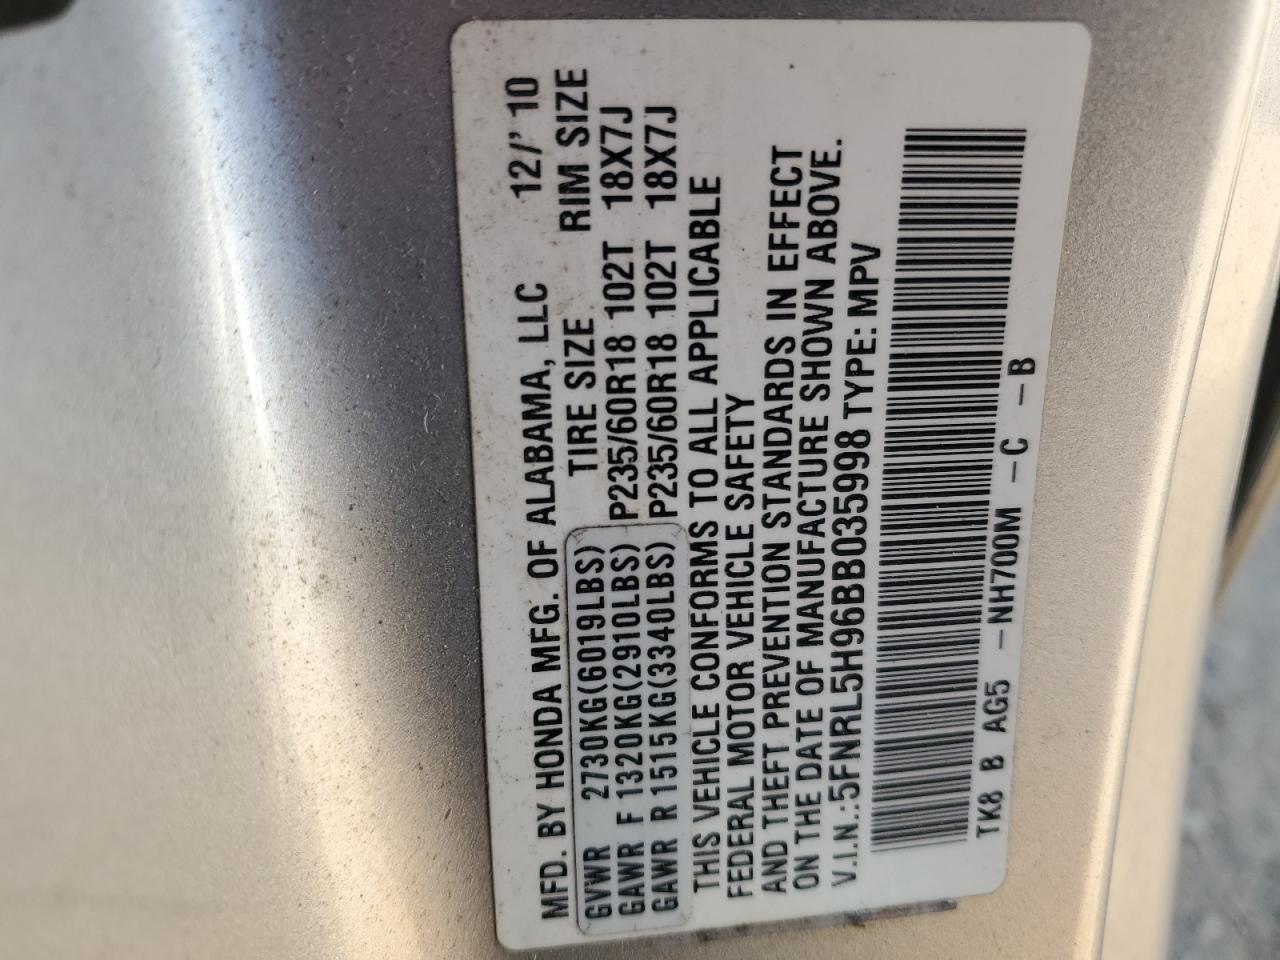 MFD. BY HONDA MFG. OF ALABAMA, LLC 12/' 10
TIRE SIZE RIM SIZE
GVWR 2730KG(6019LBS)
GAWR F 1320KG(2910LBS) P235/60R18 102T 18X7J
GAWR R 1515KG(3340LBS) P235/60R18 102T 18X7J
THIS VEHICLE CONFORMS TO ALL APPLICABLE
FEDERAL MOTOR VEHICLE SAFETY
AND THEFT PREVENTION STANDARDS IN EFFECT
ON THE DATE OF MANUFACTURE SHOWN ABOVE.
V.I.N.:5FNRL5H96BB035998 TYPE: MPV
TK8 B AG5 -NH700M -C -B